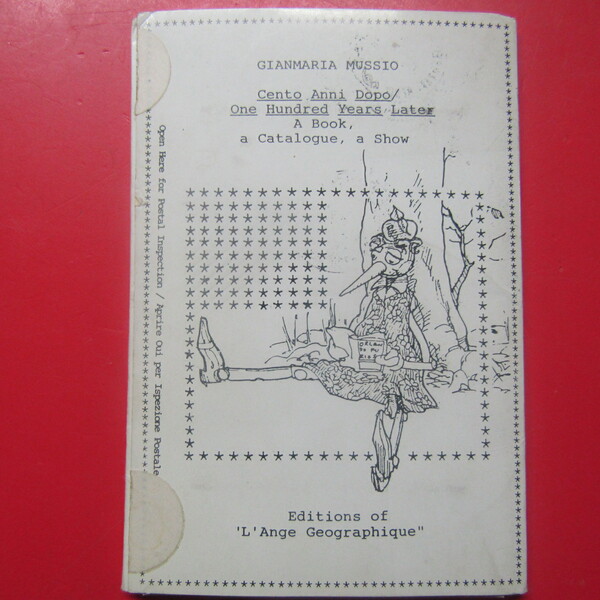 GIANMARIA MUSSIO
Cento Anni Dopo/
One Hundred Years Later
A Book,
a Catalogue, a Show
Open Here for Postal Inspection / Aprire Qui per Ispezione Postale
Editions of
'L'Ange Geographique"